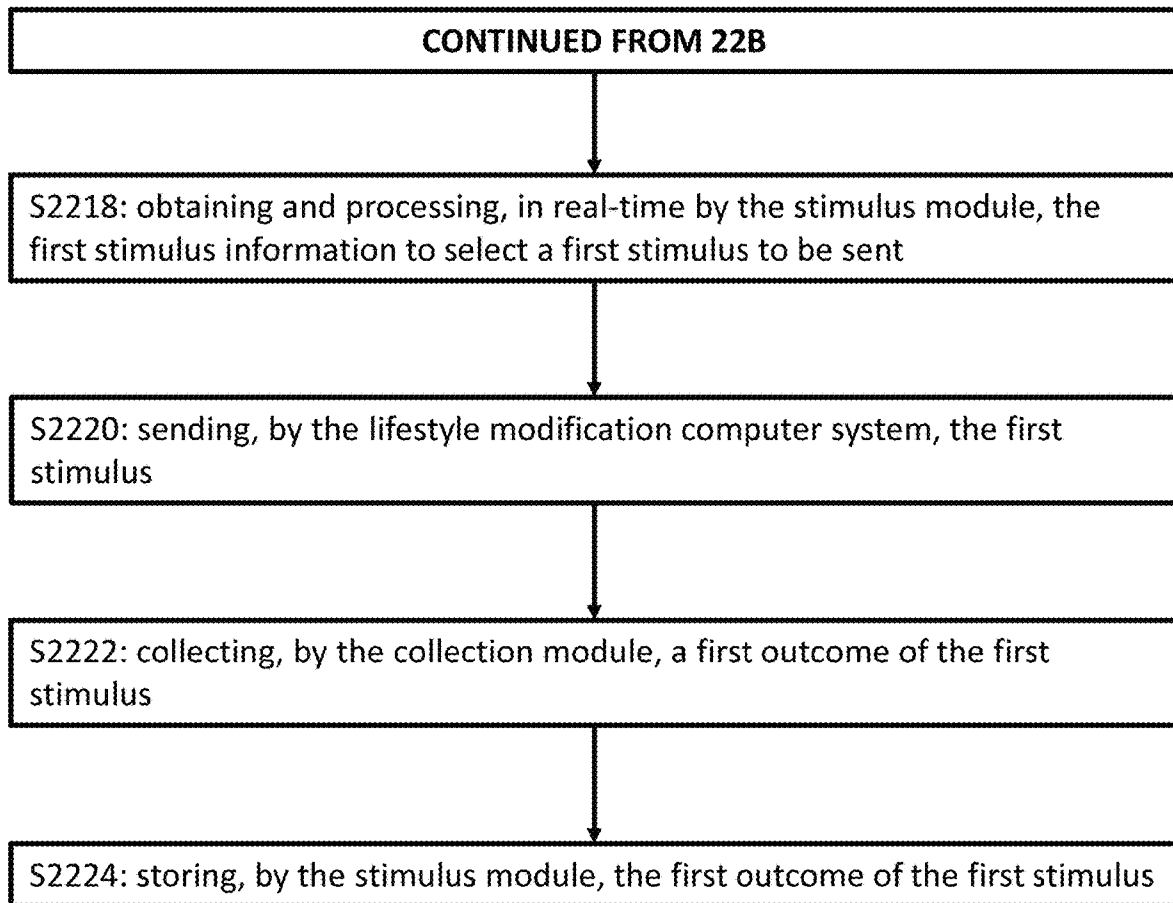 CONTINUED FROM 22B
S2218: obtaining and processing, in real-time by the stimulus module, the
first stimulus information to select a first stimulus to be sent
S2220: sending, by the lifestyle modification computer system, the first
stimulus
S2222: collecting, by the collection module, a first outcome of the first
stimulus
S2224: storing, by the stimulus module, the first outcome of the first stimulus